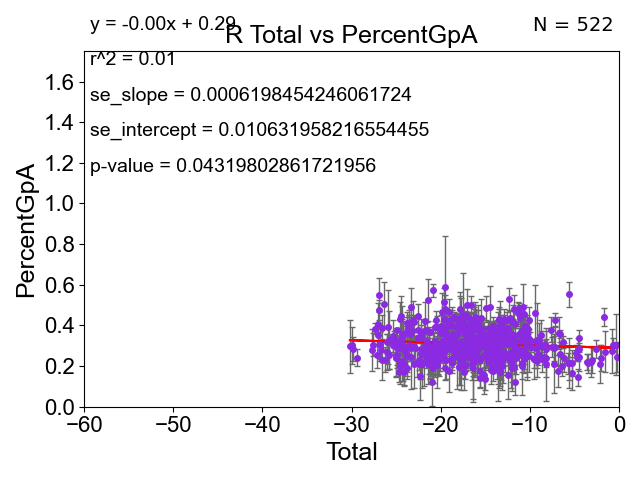 y = -0.00x + 0.29
R Total vs PercentGpA
N = 522
r^2 = 0.01
se_slope = 0.0006198454246061724
se_intercept = 0.010631958216554455
p-value = 0.04319802861721956
PercentGpA
1.6
1.4
1.2
1.0
0.8
0.6
0.4
0.2
0.0
−60 −50 −40 −30 −20 −10 0
Total